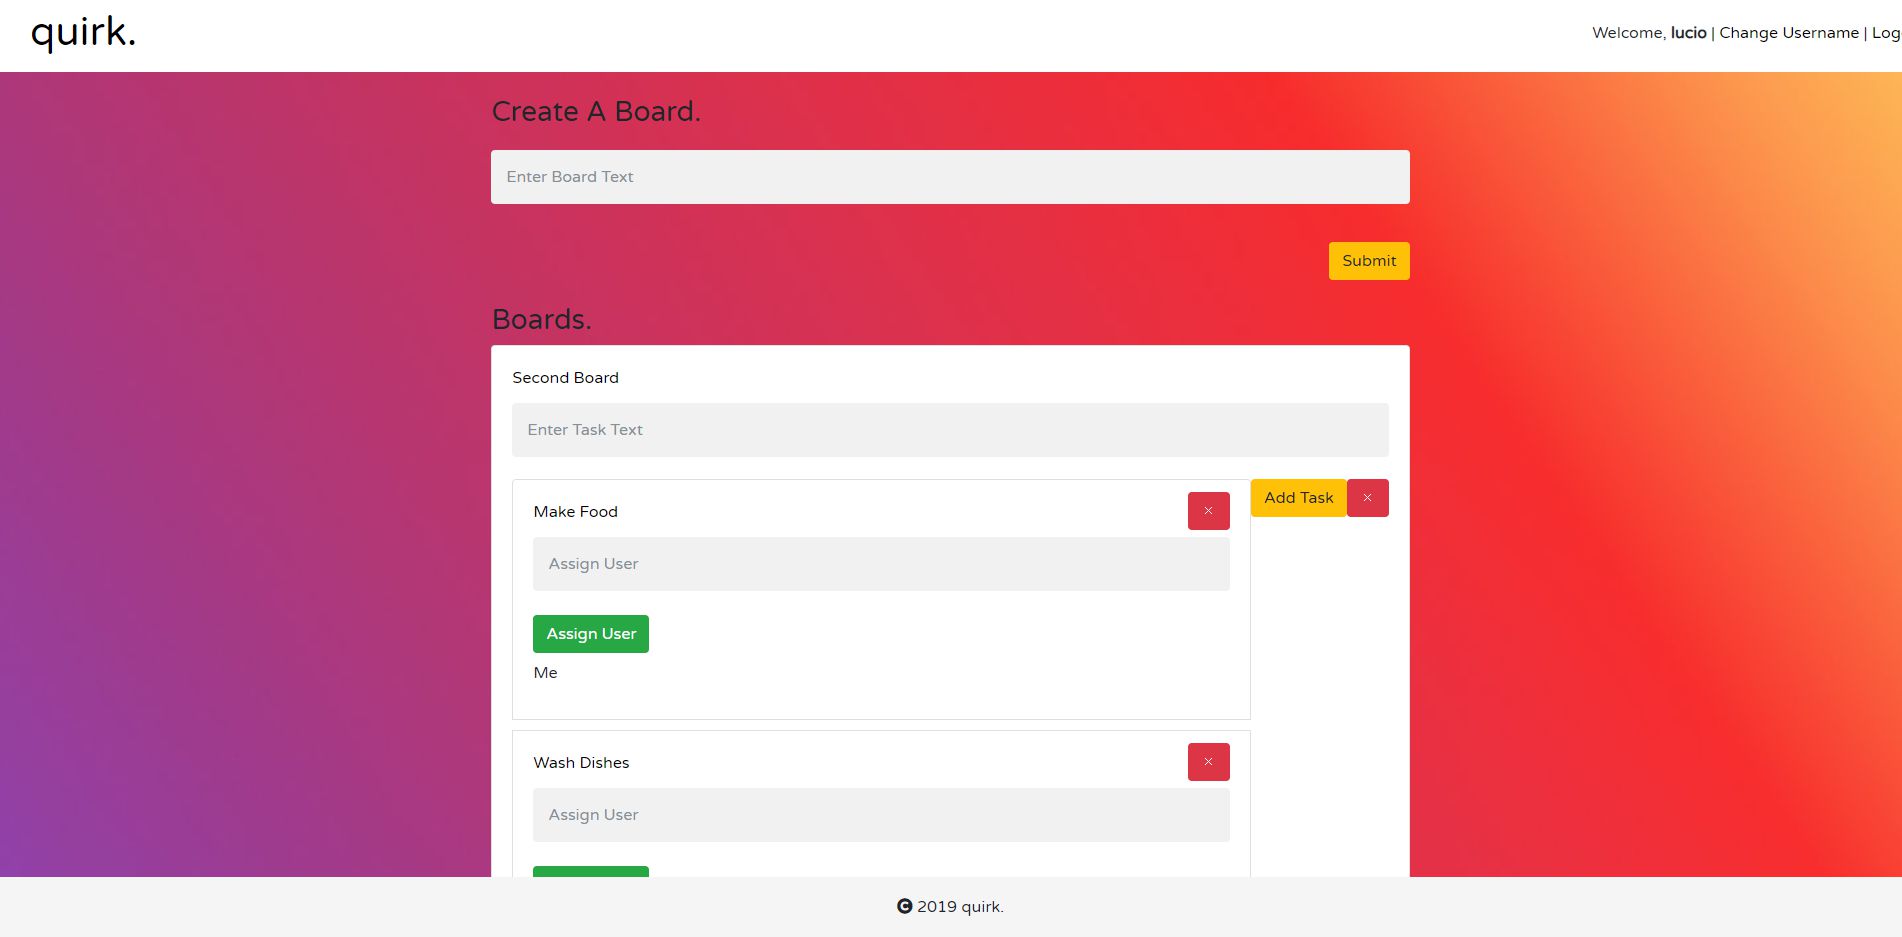 quirk.
Welcome, lucio | Change Username | Log
Create A Board.
Enter Board Text
Submit
Boards.
Second Board
Enter Task Text
Make Food
×
Add Task
×
Assign User
Assign User
Me
Wash Dishes
×
Assign User
© 2019 quirk.